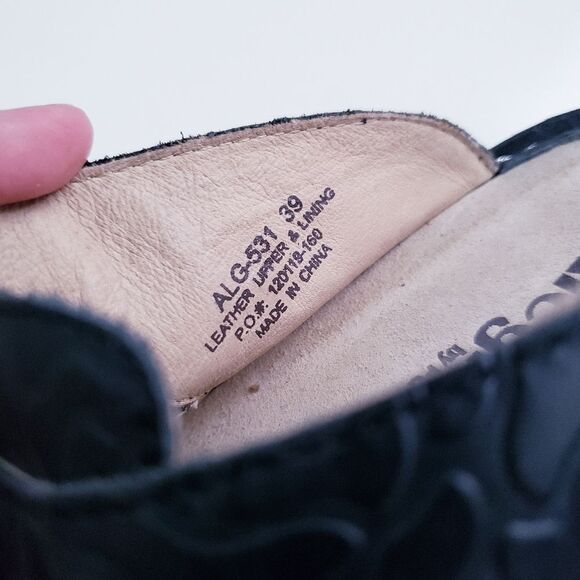 ALG-531 39
LEATHER UPPER & LINING
P.O.#: 120118-160
MADE IN CHINA